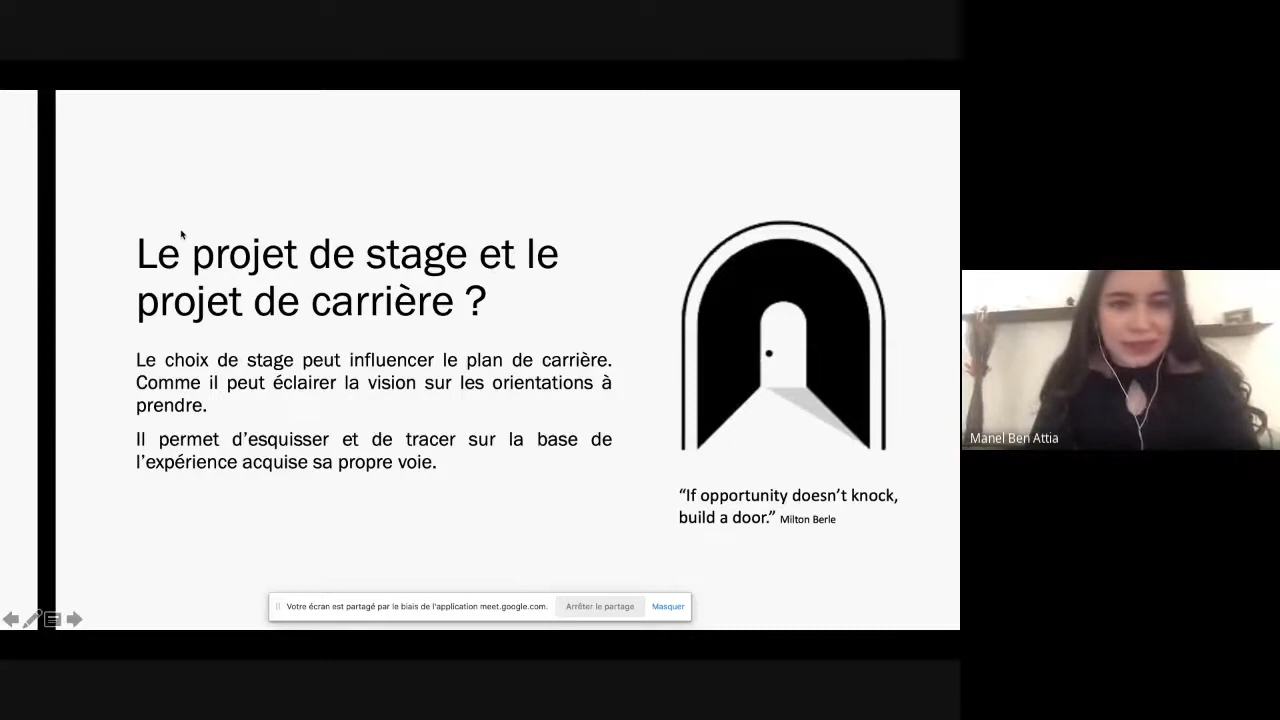 Le projet de stage et le
projet de carrière ?
Le choix de stage peut influencer le plan de carrière.
Comme il peut éclairer la vision sur les orientations à
prendre.
Il permet d’esquisser et de tracer sur la base de
l’expérience acquise sa propre voie.
“If opportunity doesn’t knock,
build a door.” Milton Berle
Manel Ben Attia
Votre écran est partagé par le biais de l'application meet.google.com. Arrêter le partage Masquer